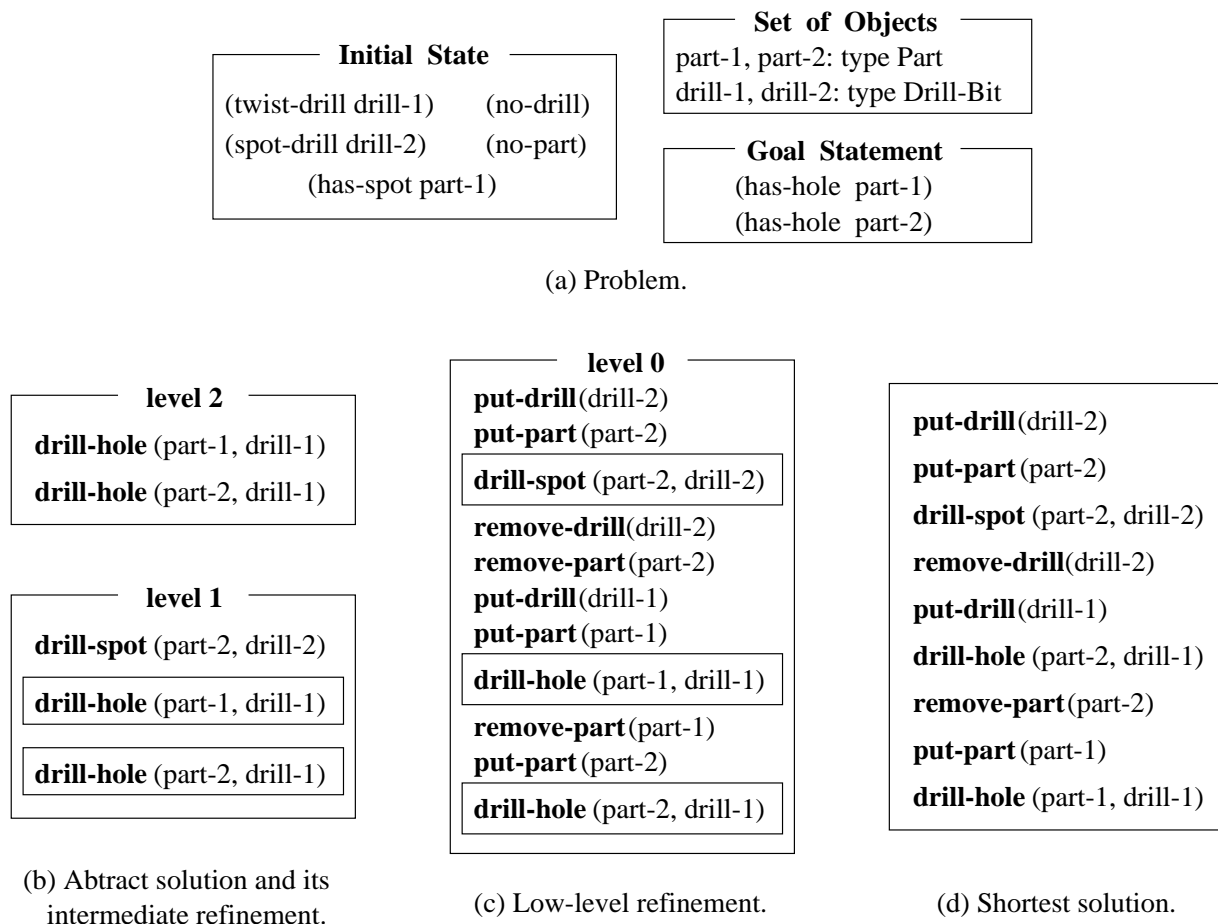 Initial State
(twist-drill drill-1) (no-drill)
(spot-drill drill-2) (no-part)
(has-spot part-1)
Set of Objects
part-1, part-2: type Part
drill-1, drill-2: type Drill-Bit
Goal Statement
(has-hole part-1)
(has-hole part-2)
(a) Problem.
level 2
drill-hole (part-1, drill-1)
drill-hole (part-2, drill-1)
level 1
drill-spot (part-2, drill-2)
drill-hole (part-1, drill-1)
drill-hole (part-2, drill-1)
(b) Abtract solution and its
intermediate refinement.
level 0
put-drill(drill-2)
put-part(part-2)
drill-spot (part-2, drill-2)
remove-drill(drill-2)
remove-part(part-2)
put-drill(drill-1)
put-part(part-1)
drill-hole (part-1, drill-1)
remove-part(part-1)
put-part(part-2)
drill-hole (part-2, drill-1)
(c) Low-level refinement.
put-drill(drill-2)
put-part(part-2)
drill-spot (part-2, drill-2)
remove-drill(drill-2)
put-drill(drill-1)
drill-hole (part-2, drill-1)
remove-part(part-2)
put-part(part-1)
drill-hole (part-1, drill-1)
(d) Shortest solution.